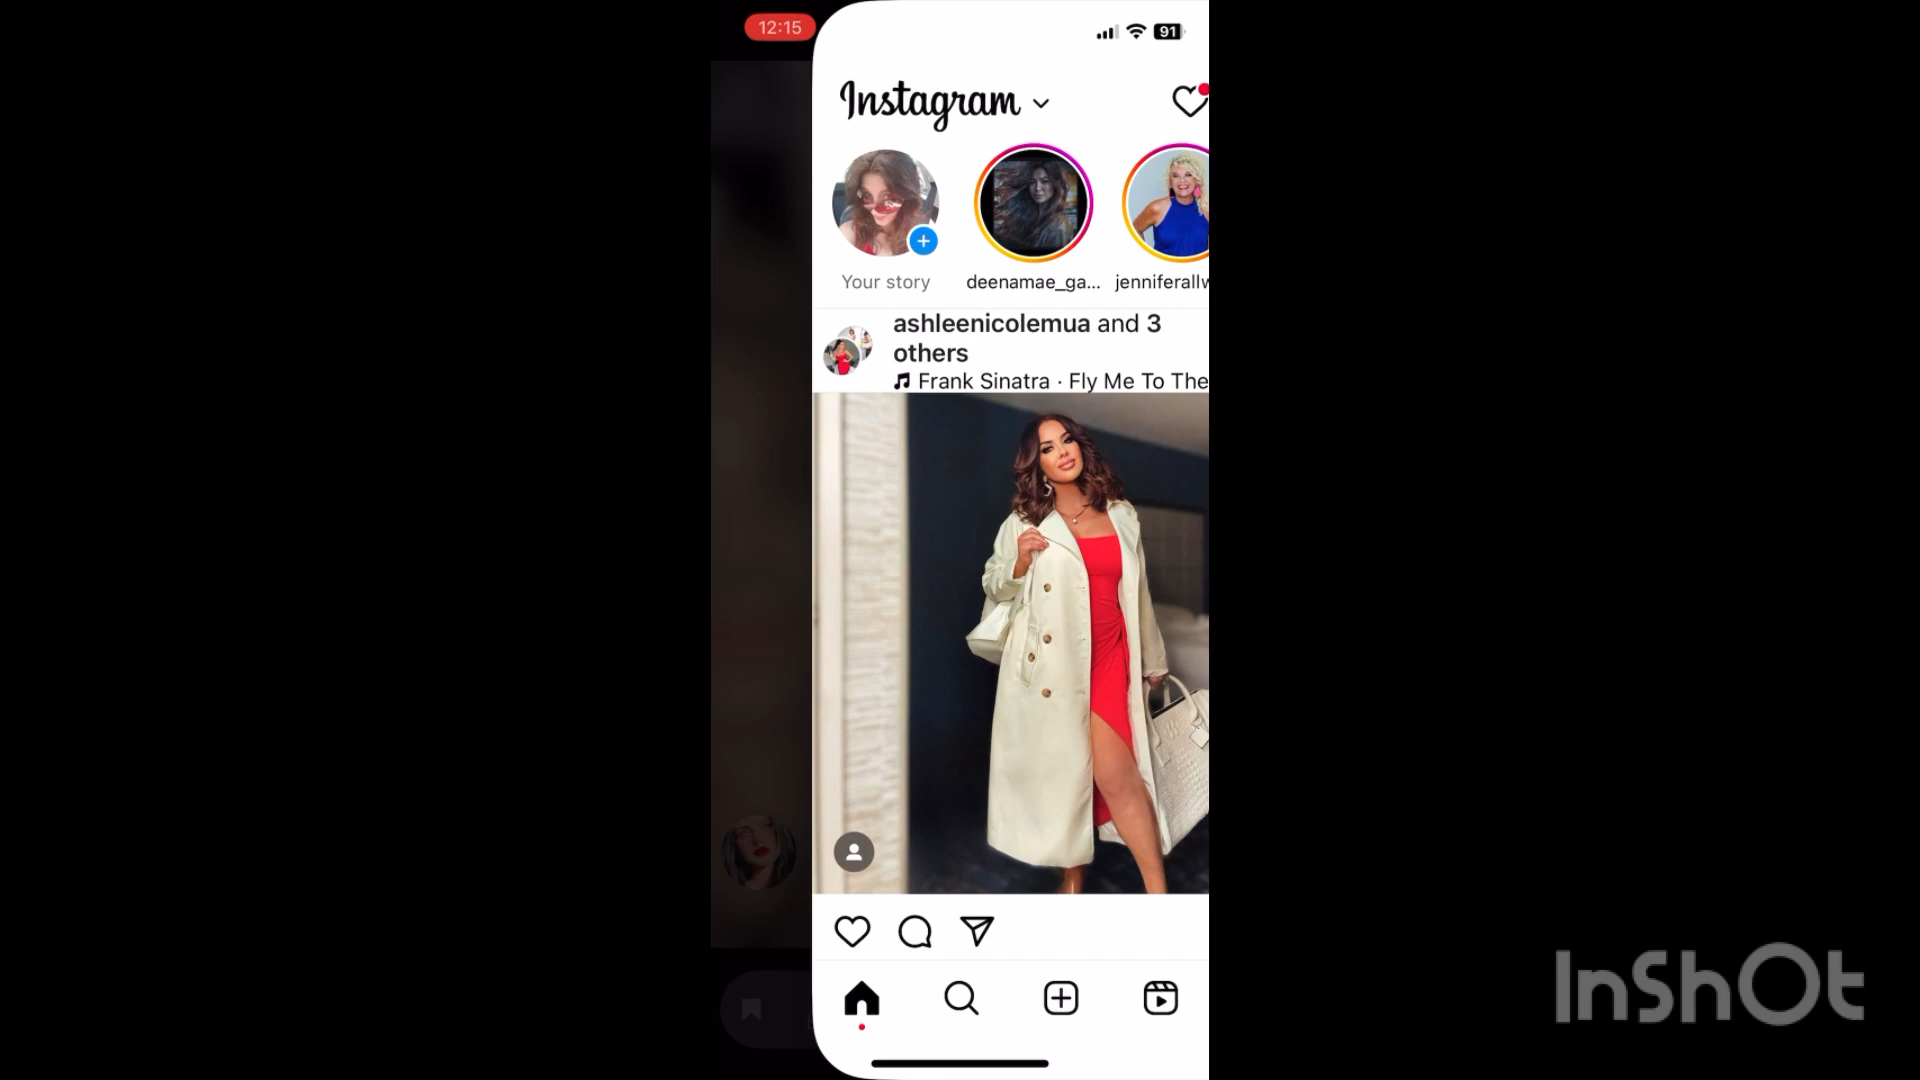 12:15
91
Instagram
Your story
deenamae_ga...
jenniferallw
ashleenicolemua and 3
others
Frank Sinatra · Fly Me To The
InShOt